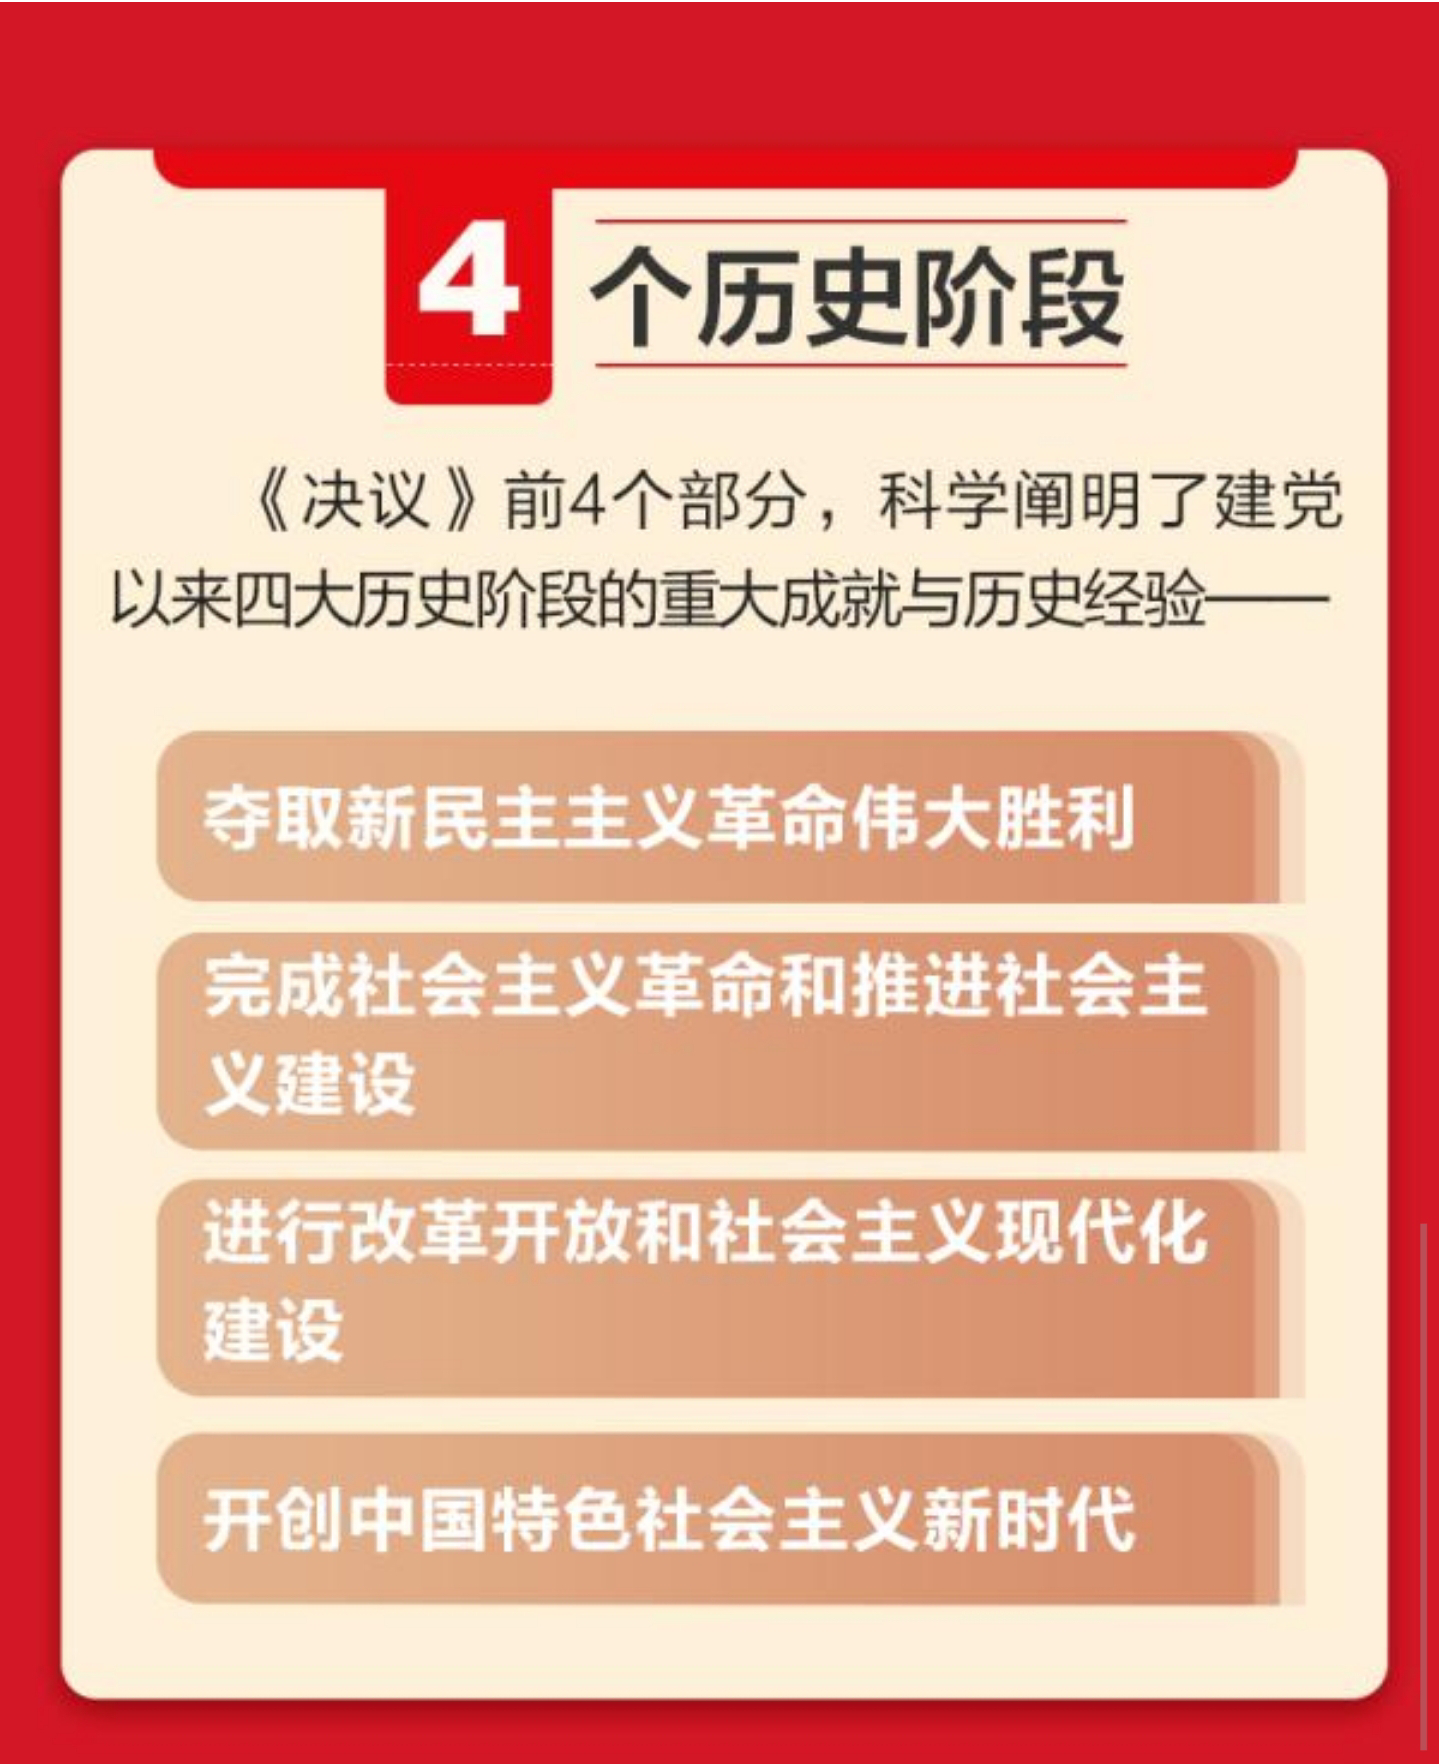 4个历史阶段
《决议》前4个部分，科学阐明了建党
以来四大历史阶段的重大成就与历史经验——
夺取新民主主义革命伟大胜利
完成社会主义革命和推进社会主
义建设
进行改革开放和社会主义现代化
建设
开创中国特色社会主义新时代